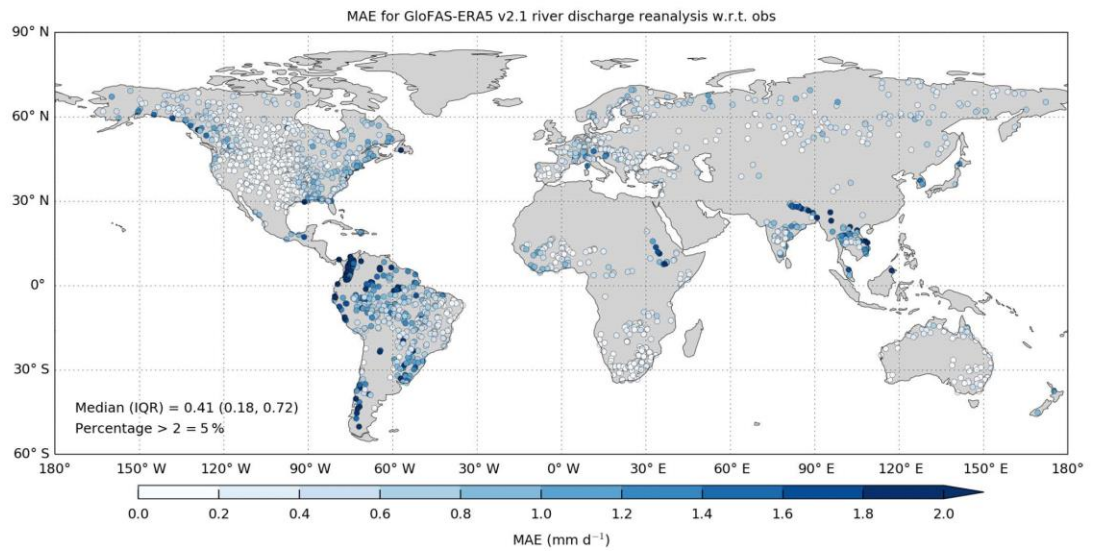 MAE for GloFAS-ERA5 v2.1 river discharge reanalysis w.r.t. obs
90° N
60° N
30° N
0°
30° S
60° S
Median (IQR) = 0.41 (0.18, 0.72)
Percentage > 2 = 5 %
180° 150° W 120° W 90° W 60° W 30° W 0° W 30° E 60° E 90° E 120° E 150° E 180°
0.0 0.2 0.4 0.6 0.8 1.0 1.2 1.4 1.6 1.8 2.0
MAE (mm d⁻¹)